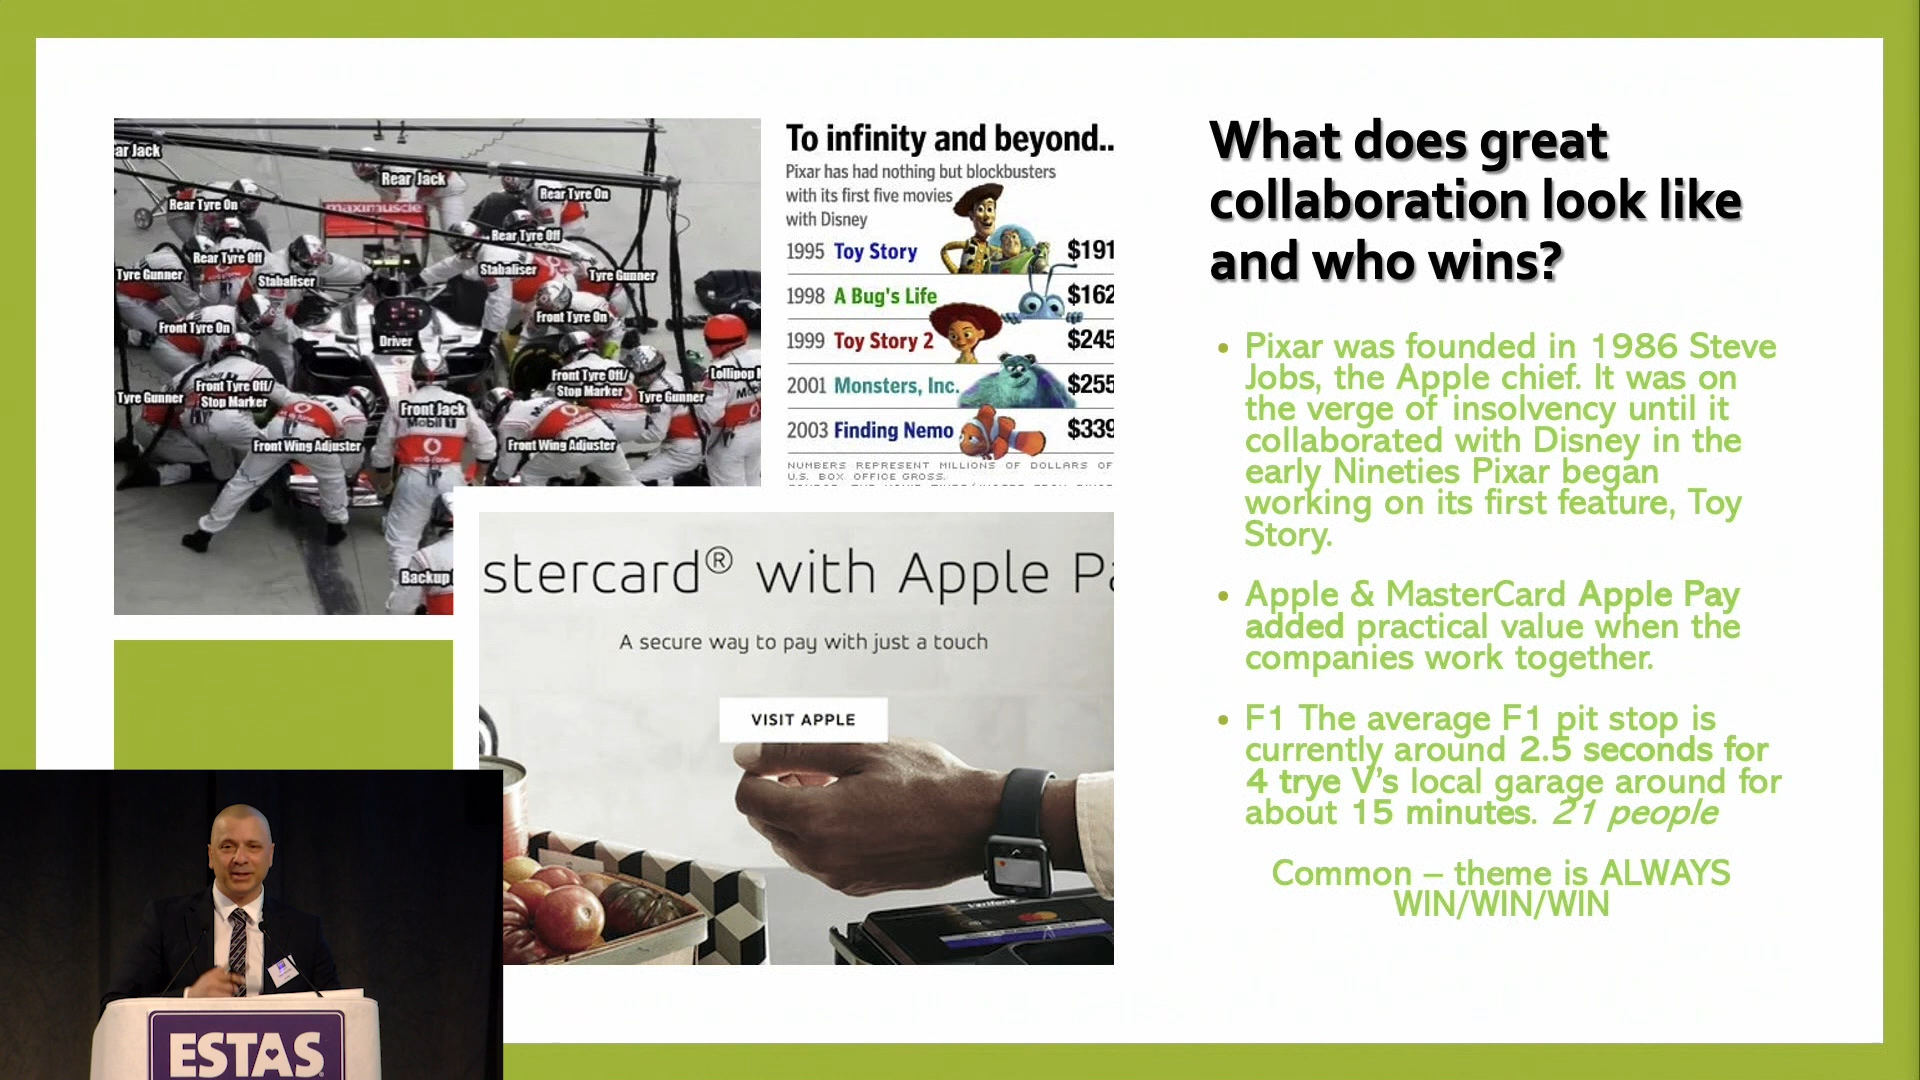 ar Jack
Rear Jack
Rear Tyre On
Rear Tyre On
maximuscle
Rear Tyre Off
Rear Tyre Off
Tyre Gunner
Stabaliser
Stabaliser
Tyre Gunner
Front Tyre On
Front Tyre On
Driver
Lollipop
Front Tyre Off/
Stop Marker
Front Tyre Off/
Stop Marker
Tyre Gunner
Tyre Gunner
Front Jack
Mobil 1
Front Wing Adjuster
Front Wing Adjuster
Backup
To infinity and beyond..
Pixar has had nothing but blockbusters
with its first five movies
with Disney
1995 Toy Story $191
1998 A Bug's Life $162
1999 Toy Story 2 $245
2001 Monsters, Inc. $255
2003 Finding Nemo $339
NUMBERS REPRESENT MILLIONS OF DOLLARS OF
U.S. BOX OFFICE GROSS.
stercard® with Apple Pa
A secure way to pay with just a touch
VISIT APPLE
Verifone
What does great
collaboration look like
and who wins?
• Pixar was founded in 1986 Steve
Jobs, the Apple chief. It was on
the verge of insolvency until it
collaborated with Disney in the
early Nineties Pixar began
working on its first feature, Toy
Story.
• Apple & MasterCard Apple Pay
added practical value when the
companies work together.
• F1 The average F1 pit stop is
currently around 2.5 seconds for
4 trye V's local garage around for
about 15 minutes. 21 people
Common – theme is ALWAYS
WIN/WIN/WIN
ESTAS